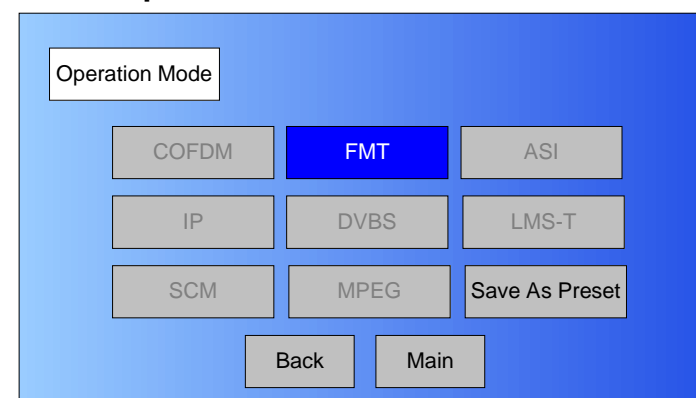 Operation Mode
COFDM FMT ASI
IP DVBS LMS-T
SCM MPEG Save As Preset
Back Main